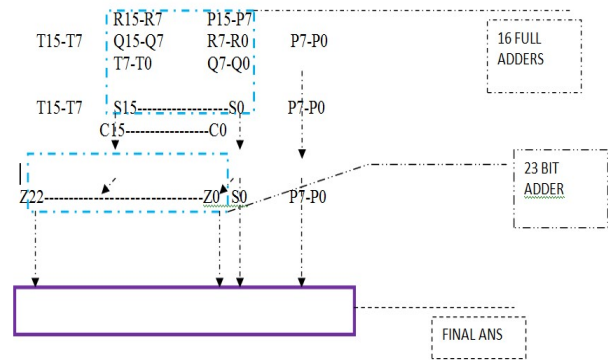 R15-R7 P15-P7
T15-T7 Q15-Q7 R7-R0 P7-P0
T7-T0 Q7-Q0
16 FULL
ADDERS
T15-T7 S15---------------------S0 P7-P0
C15-------------------C0
23 BIT
ADDER
Z22------------------------------------Z0 S0 P7-P0
FINAL ANS